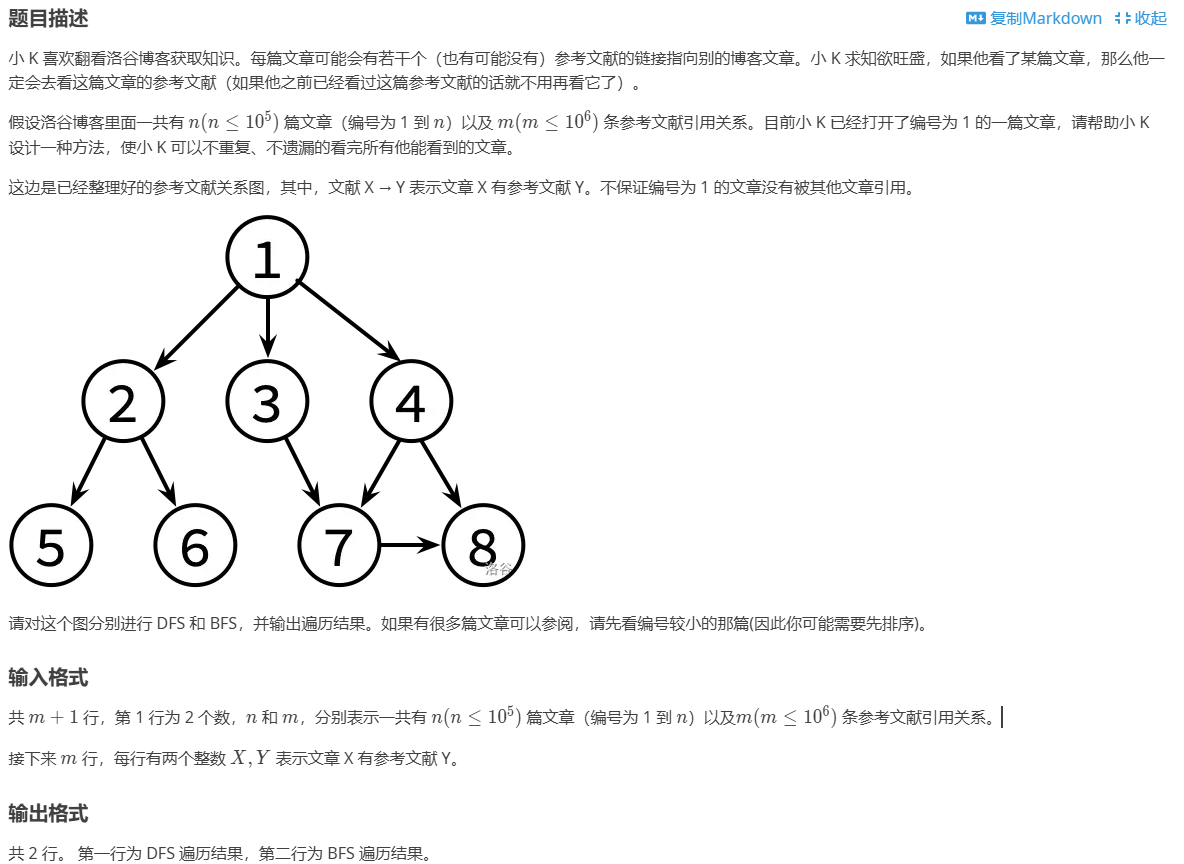 题目描述
复制Markdown 收起
小 K 喜欢翻看洛谷博客获取知识。每篇文章可能会有若干个（也有可能没有）参考文献的链接指向别的博客文章。小 K 求知欲旺盛，如果他看了某篇文章，那么他一
定会去看这篇文章的参考文献（如果他之前已经看过这篇参考文献的话就不用再看它了）。
假设洛谷博客里面一共有 n(n ≤ 10^5) 篇文章（编号为 1 到 n）以及 m(m ≤ 10^6) 条参考文献引用关系。目前小 K 已经打开了编号为 1 的一篇文章，请帮助小 K
设计一种方法，使小 K 可以不重复、不遗漏的看完所有他能看到的文章。
这边是已经整理好的参考文献关系图，其中，文献 X → Y 表示文章 X 有参考文献 Y。不保证编号为 1 的文章没有被其他文章引用。
1
2 3 4
5 6 7 8
洛谷
请对这个图分别进行 DFS 和 BFS，并输出遍历结果。如果有很多篇文章可以参阅，请先看编号较小的那篇(因此你可能需要先排序)。
输入格式
共 m + 1 行，第 1 行为 2 个数，n 和 m，分别表示一共有 n(n ≤ 10^5) 篇文章（编号为 1 到 n）以及m(m ≤ 10^6) 条参考文献引用关系。
接下来 m 行，每行有两个整数 X, Y 表示文章 X 有参考文献 Y。
输出格式
共 2 行。 第一行为 DFS 遍历结果，第二行为 BFS 遍历结果。